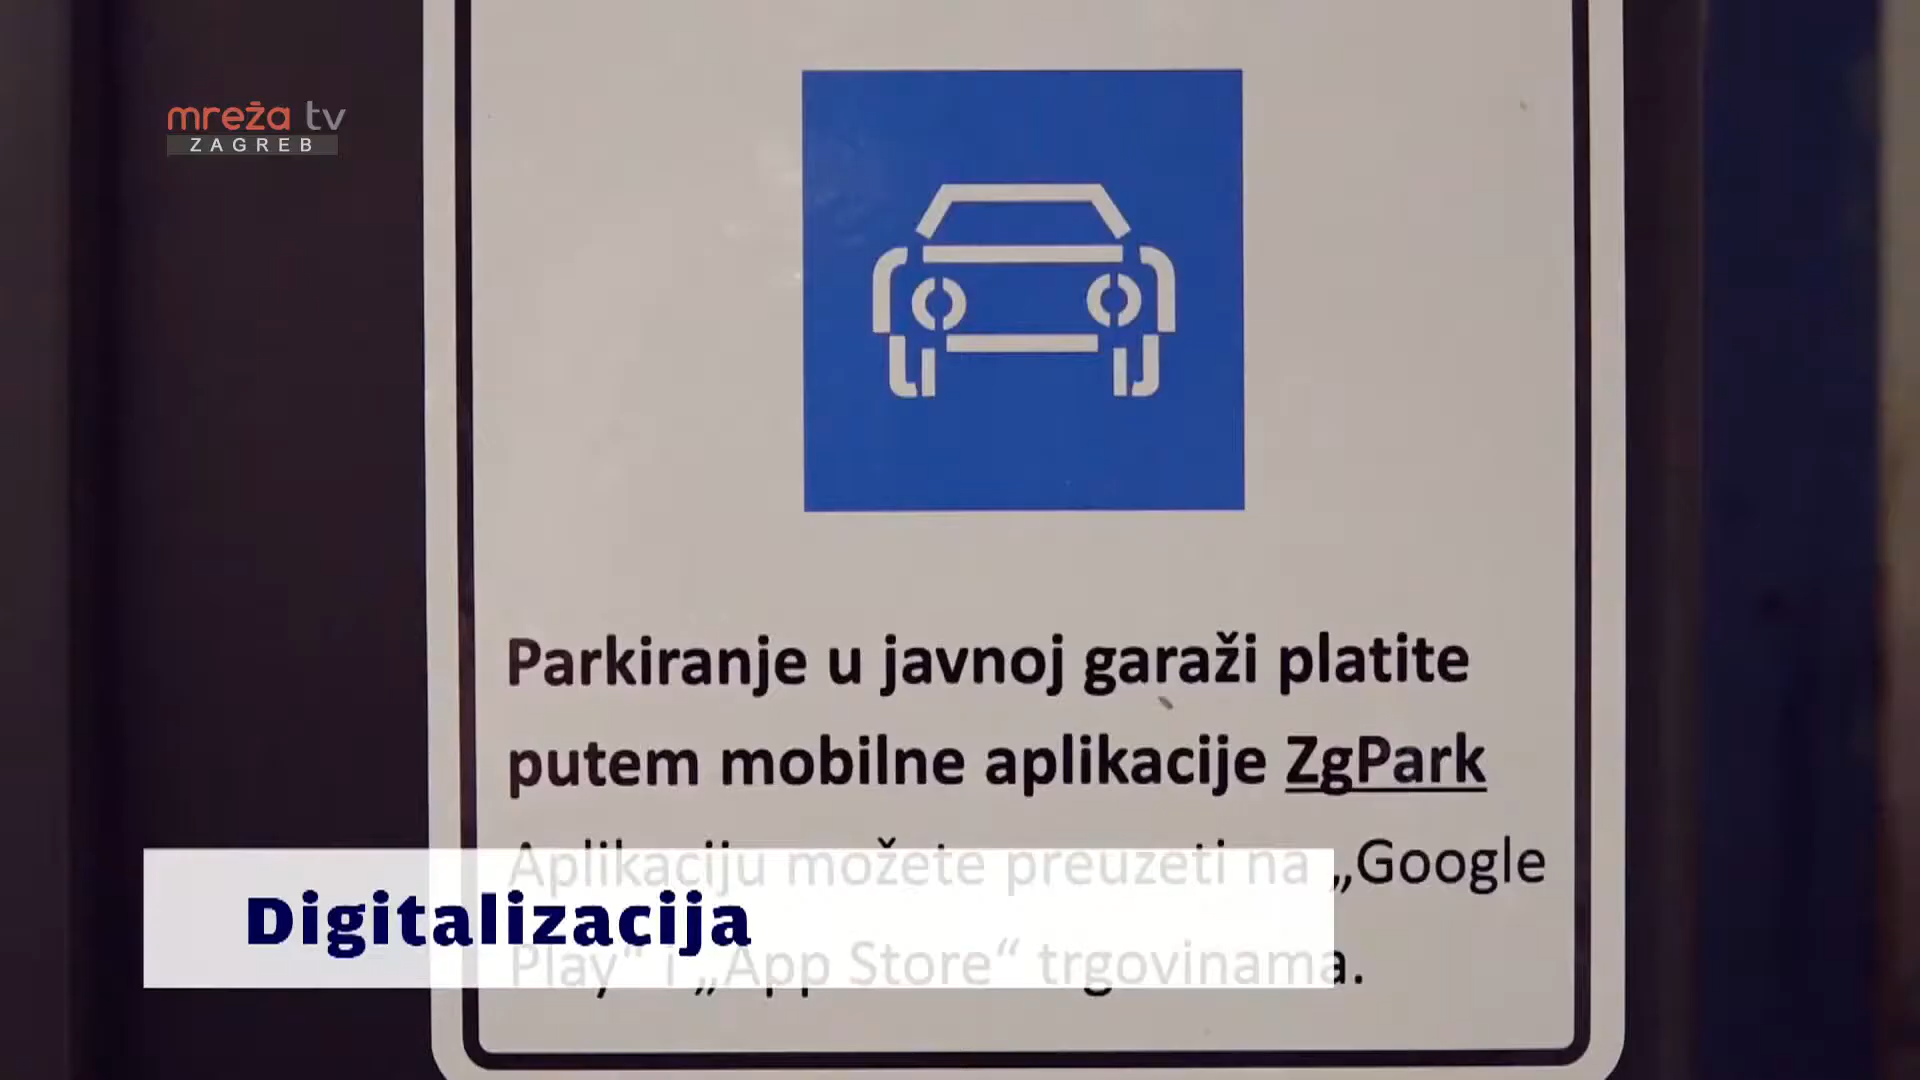 mreža tv
ZAGREB
Parkiranje u javnoj garaži platite
putem mobilne aplikacije ZgPark
Aplikaciju možete preuzeti na „Google
Play“ i „App Store“ trgovinama.
Digitalizacija